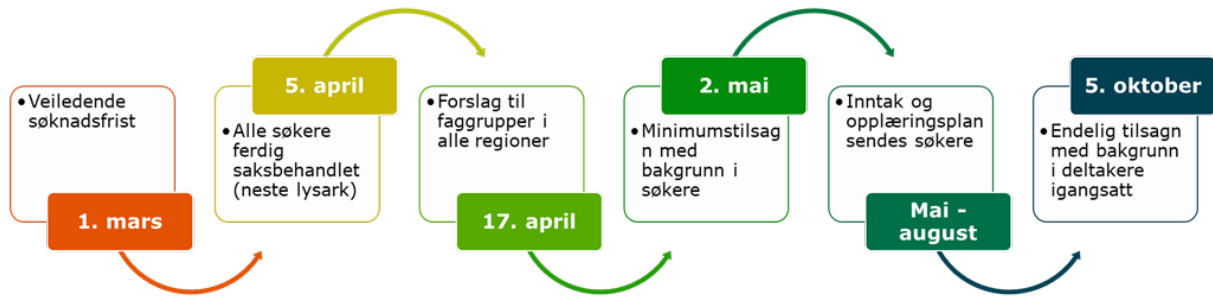 • Veiledende
søknadsfrist
1. mars
5. april
• Alle søkere
ferdig
saksbehandlet
(neste lysark)
• Forslag til
faggrupper i
alle regioner
17. april
2. mai
• Minimumstilsag
n med
bakgrunn i
søkere
• Inntak og
opplæringsplan
sendes søkere
Mai -
august
5. oktober
• Endelig tilsagn
med bakgrunn
i deltakere
igangsatt